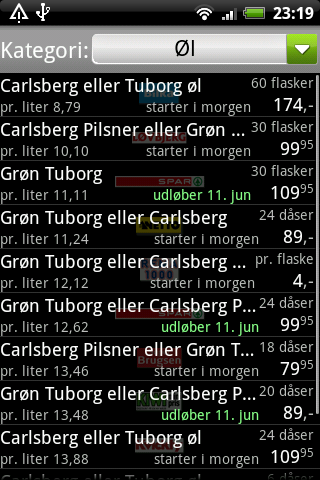 23:19
Kategori: Øl
Carlsberg eller Tuborg øl 60 flasker
pr. liter 8,79 starter i morgen 174,-
Carlsberg Pilsner eller Grøn ... 30 flasker
pr. liter 10,10 starter i morgen 99 95
Grøn Tuborg 30 flasker
SPAR
pr. liter 11,11 udløber 11. jun 109 95
Grøn Tuborg eller Carlsberg 24 dåser
NETTO
pr. liter 11,24 starter i morgen 89,-
Grøn Tuborg eller Carlsberg ... pr. flaske
1000
pr. liter 12,12 starter i morgen 4,-
Grøn Tuborg eller Carlsberg P... 24 dåser
SPAR
pr. liter 12,62 udløber 11. jun 99 95
Carlsberg Pilsner eller Grøn T... 18 dåser
Brugsen
pr. liter 13,46 starter i morgen 79 95
Grøn Tuborg eller Carlsberg P... 20 dåser
pr. liter 13,48 udløber 11. jun 89,-
Carlsberg eller Tuborg øl 24 dåser
pr. liter 13,88 starter i morgen 109 95